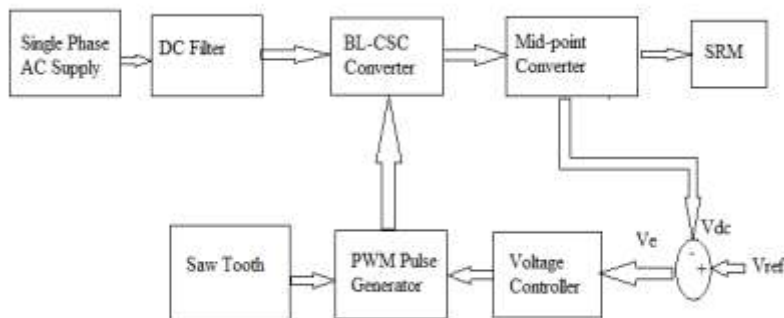 Single Phase
AC Supply
DC Filter
BL-CSC
Converter
Mid-point
Converter
SRM
Saw Tooth
PWM Pulse
Generator
Voltage
Controller
Ve
Vdc
-
+
Vref